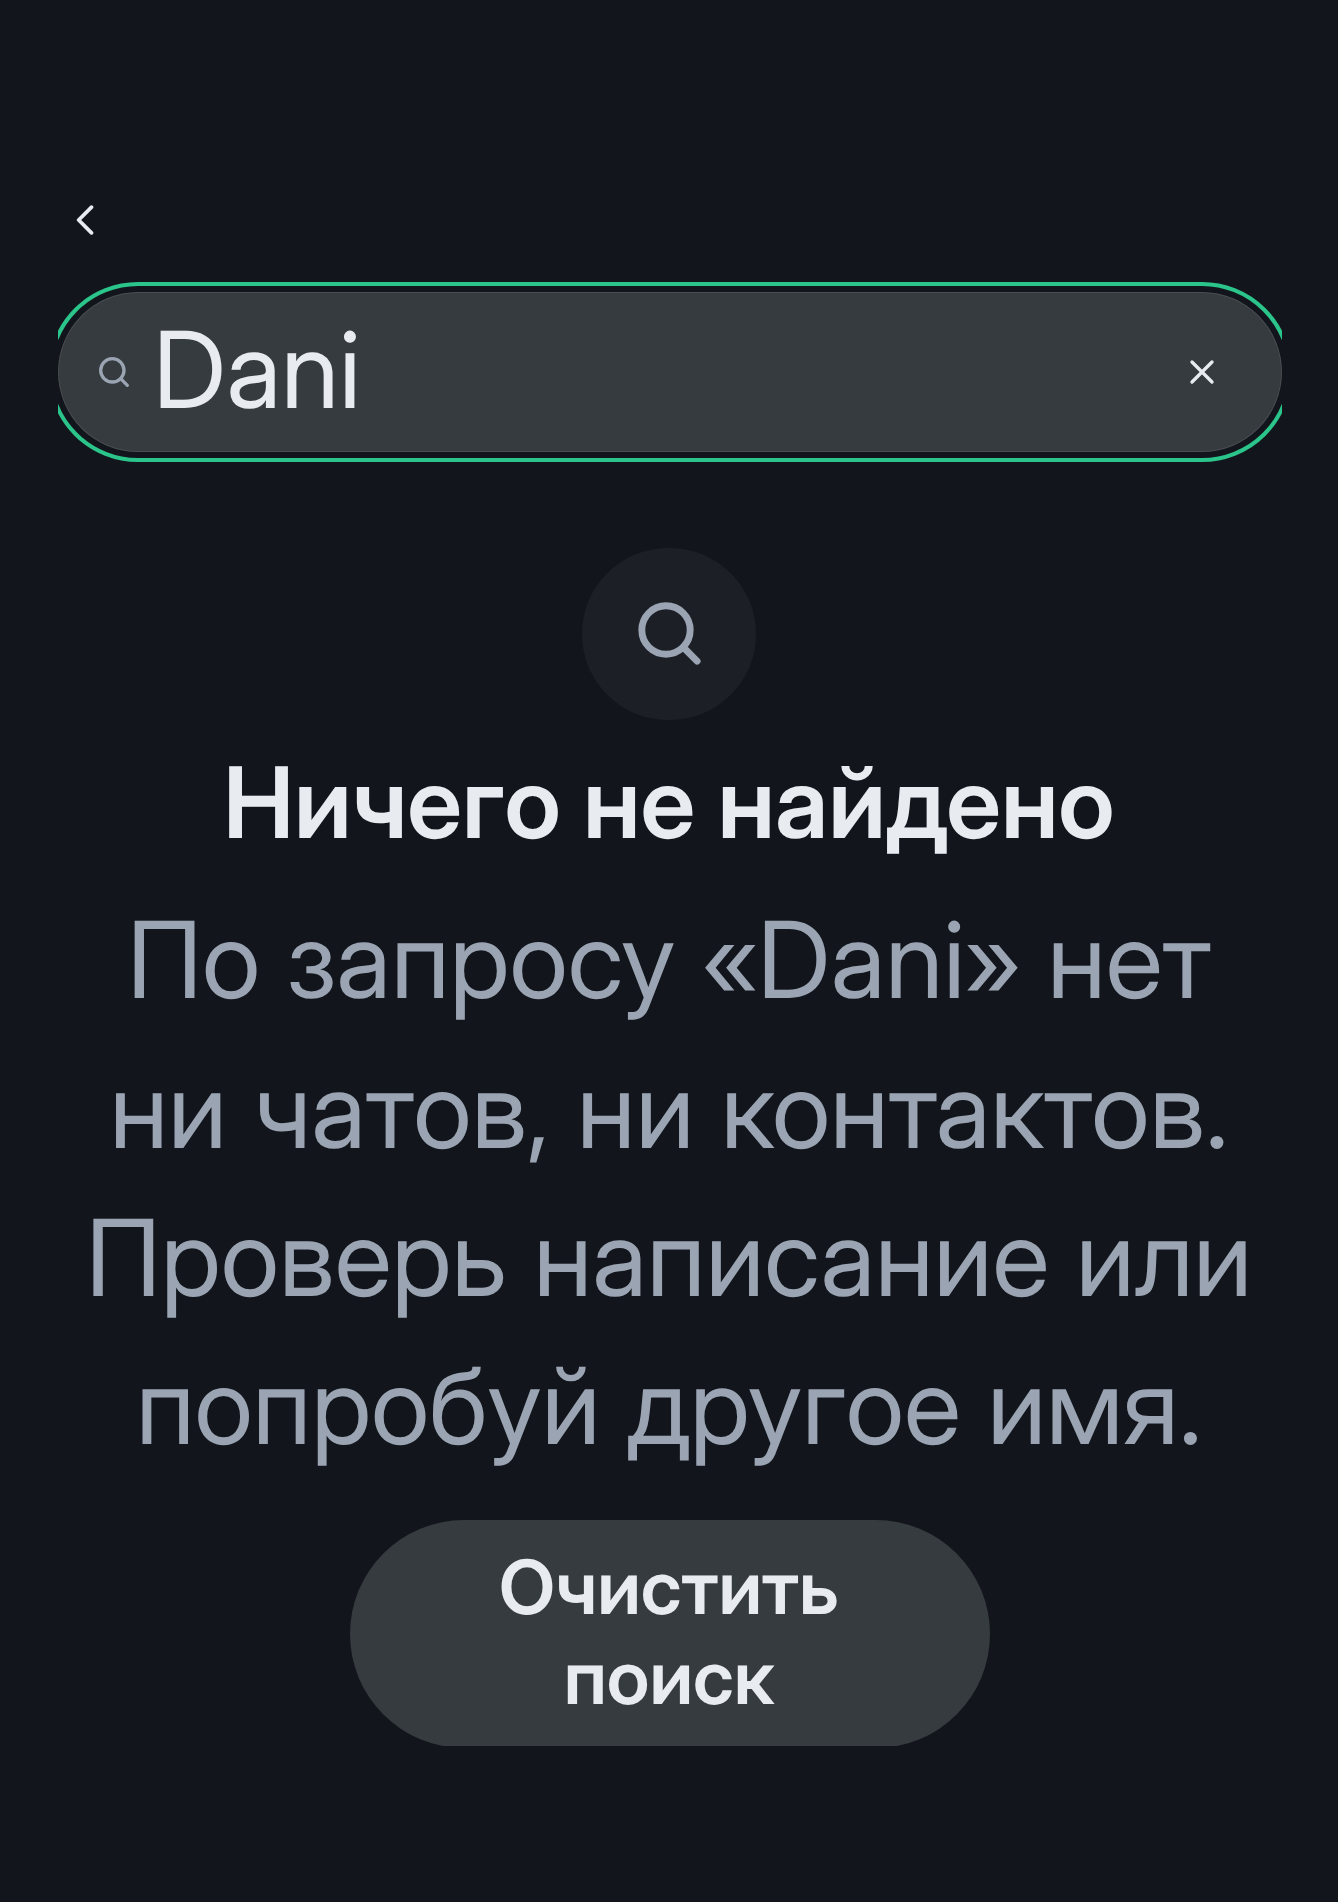 Dani
Ничего не найдено
По запросу «Dani» нет
ни чатов, ни контактов.
Проверь написание или
попробуй другое имя.
Очистить
поиск